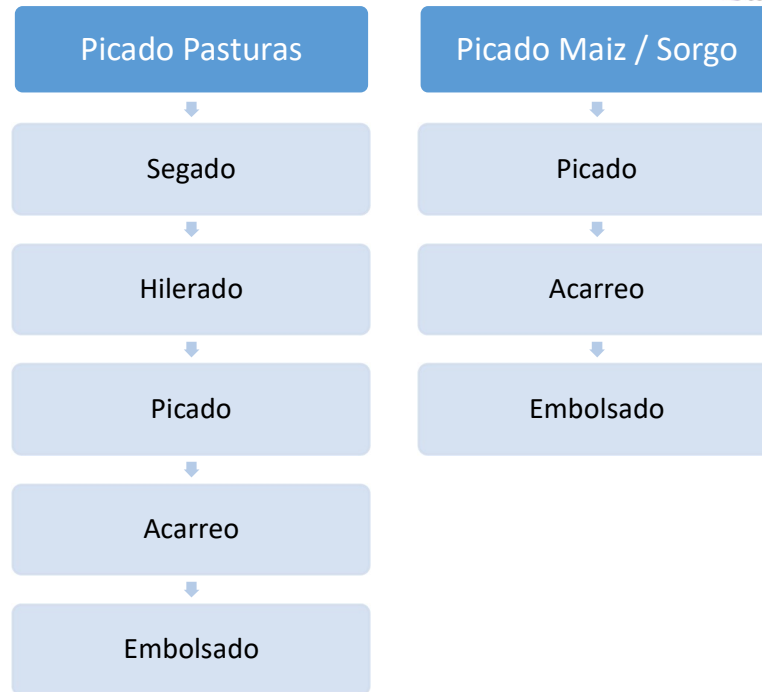 Picado Pasturas
Segado
Hilerado
Picado
Acarreo
Embolsado
Picado Maiz / Sorgo
Picado
Acarreo
Embolsado